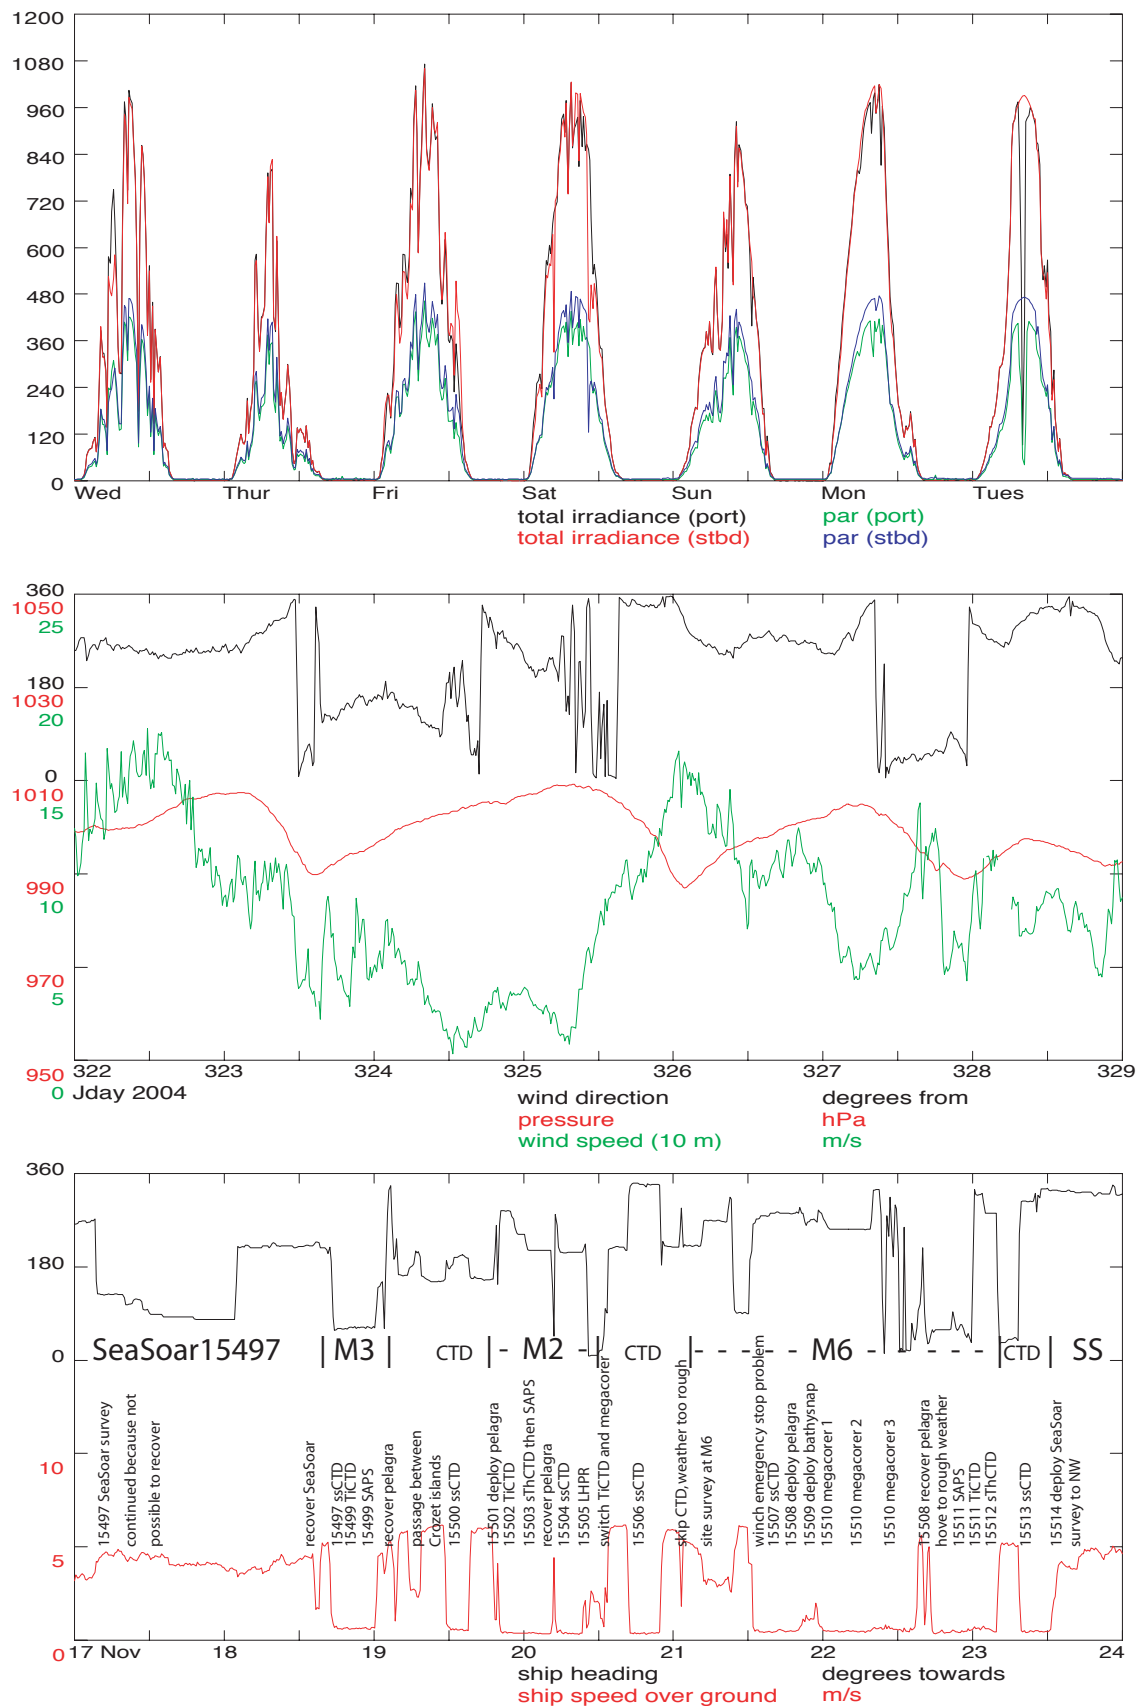 1200
1080
960
840
720
600
480
360
240
120
0
Wed Thur Fri Sat Sun Mon Tues
total irradiance (port) par (port)
total irradiance (stbd) par (stbd)
360
1050
25
180
1030
20
0
1010
15
990
10
970
5
950
0
322 323 324 325 326 327 328 329
Jday 2004
wind direction degrees from
pressure hPa
wind speed (10 m) m/s
360
180
0
10
5
0
SeaSoar15497 | M3 | CTD | - M2 - | CTD | - - - - M6 - - - - - | CTD | SS
15497 SeaSoar survey
continued because not
possible to recover
recover SeaSoar
15497 ssCTD
15499 TiCTD
15499 SAPS
recover pelagra
passage between
Crozet islands
15500 ssCTD
15501 deploy pelagra
15502 TiCTD
15503 sThCTD then SAPS
recover pelagra
15504 ssCTD
15505 LHPR
switch TiCTD and megacorer
15506 ssCTD
skip CTD,weather too rough
site survey at M6
winch emergency stop problem
15507 ssCTD
15508 deploy pelagra
15509 deploy bathysnap
15510 megacorer 1
15510 megacorer 2
15510 megacorer 3
15508 recover pelagra
hove to rough weather
15511 SAPS
15511 TiCTD
15512 sThCTD
15513 ssCTD
15514 deploy SeaSoar
survey to NW
17 Nov 18 19 20 21 22 23 24
ship heading degrees towards
ship speed over ground m/s